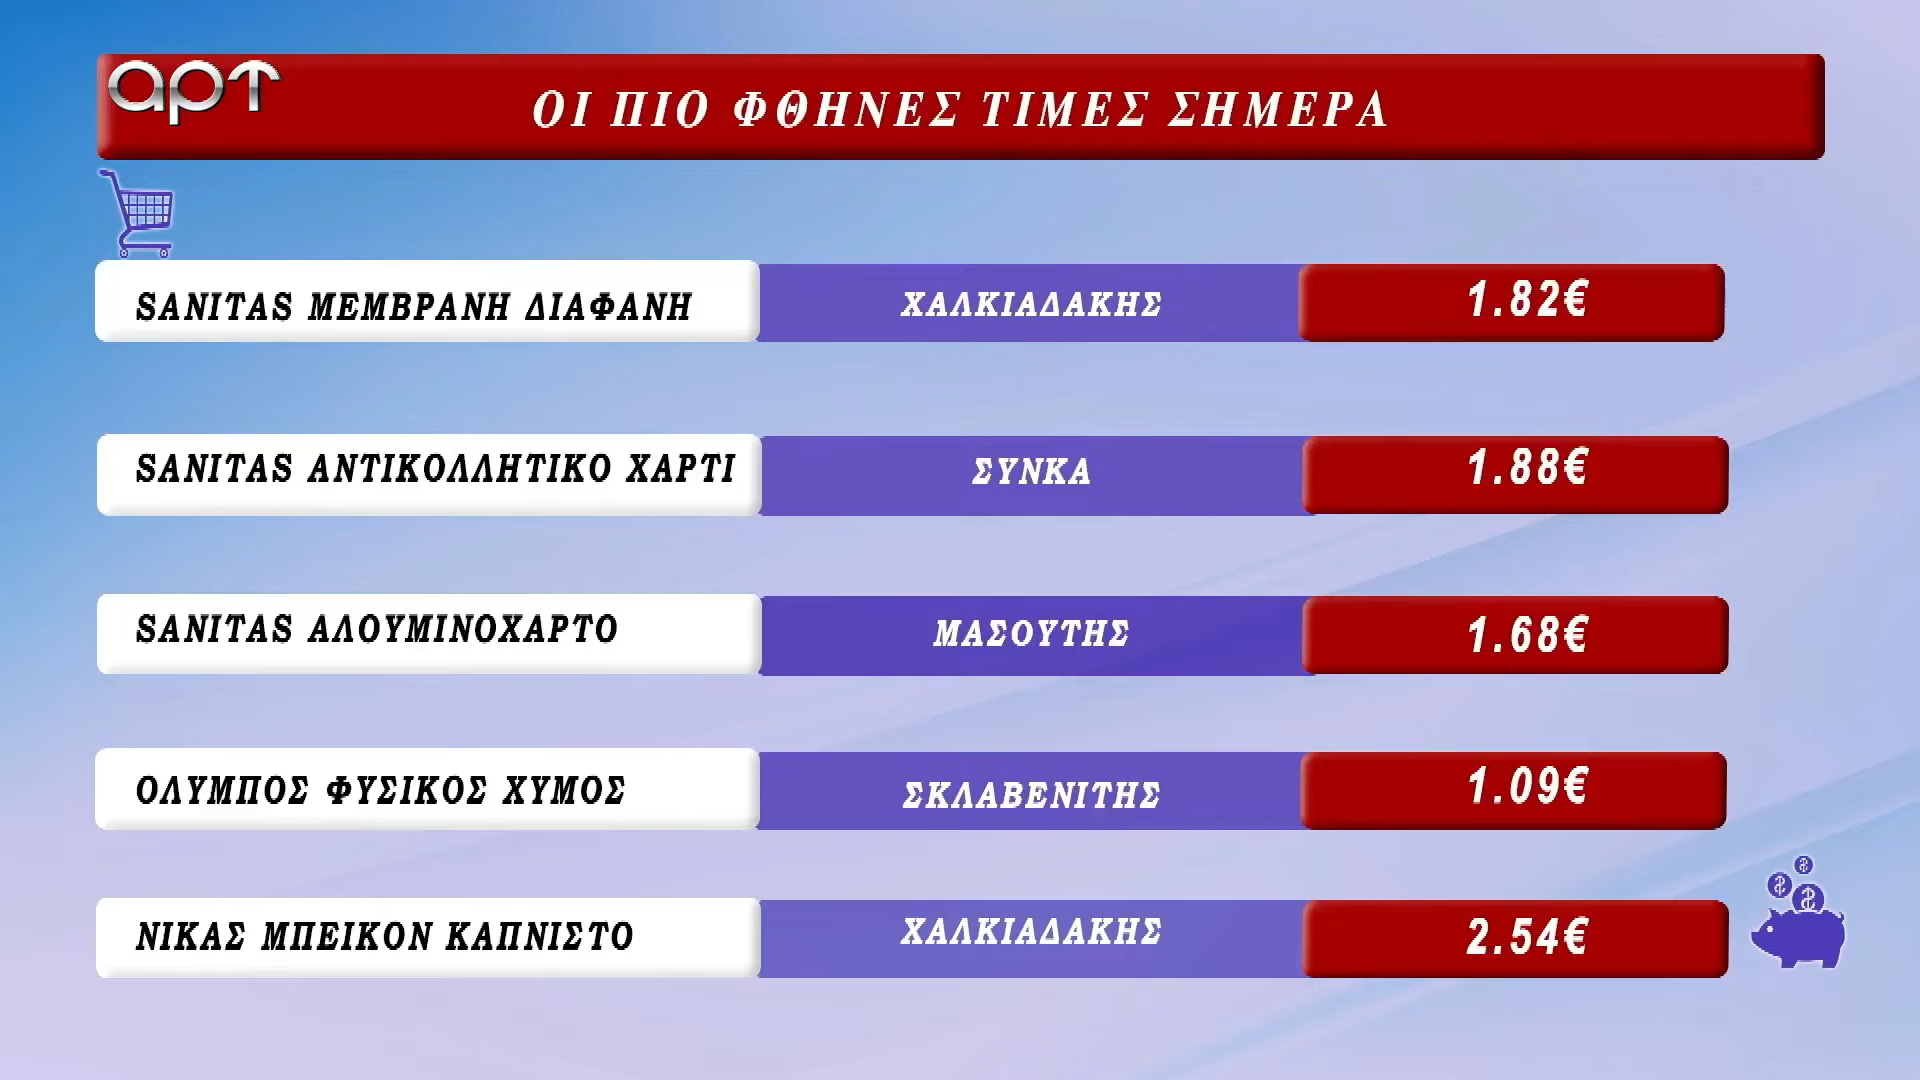 αρτ
ΟΙ ΠΙΟ ΦΘΗΝΕΣ ΤΙΜΕΣ ΣΗΜΕΡΑ
SANITAS ΜΕΜΒΡΑΝΗ ΔΙΑΦΑΝΗ ΧΑΛΚΙΑΔΑΚΗΣ 1.82€
SANITAS ΑΝΤΙΚΟΛΛΗΤΙΚΟ ΧΑΡΤΙ ΣΥΝΚΑ 1.88€
SANITAS ΑΛΟΥΜΙΝΟΧΑΡΤΟ ΜΑΣΟΥΤΗΣ 1.68€
ΟΛΥΜΠΟΣ ΦΥΣΙΚΟΣ ΧΥΜΟΣ ΣΚΛΑΒΕΝΙΤΗΣ 1.09€
ΝΙΚΑΣ ΜΠΕΙΚΟΝ ΚΑΠΝΙΣΤΟ ΧΑΛΚΙΑΔΑΚΗΣ 2.54€